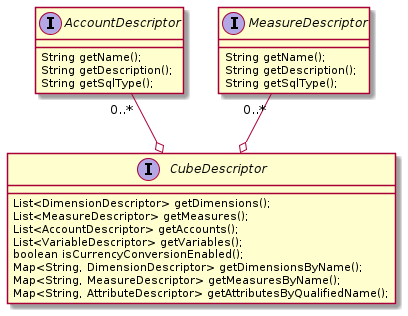 I AccountDescriptor
String getName();
String getDescription();
String getSqlType();
I MeasureDescriptor
String getName();
String getDescription();
String getSqlType();
0..*
0..*
I CubeDescriptor
List<DimensionDescriptor> getDimensions();
List<MeasureDescriptor> getMeasures();
List<AccountDescriptor> getAccounts();
List<VariableDescriptor> getVariables();
boolean isCurrencyConversionEnabled();
Map<String, DimensionDescriptor> getDimensionsByName();
Map<String, MeasureDescriptor> getMeasuresByName();
Map<String, AttributeDescriptor> getAttributesByQualifiedName();